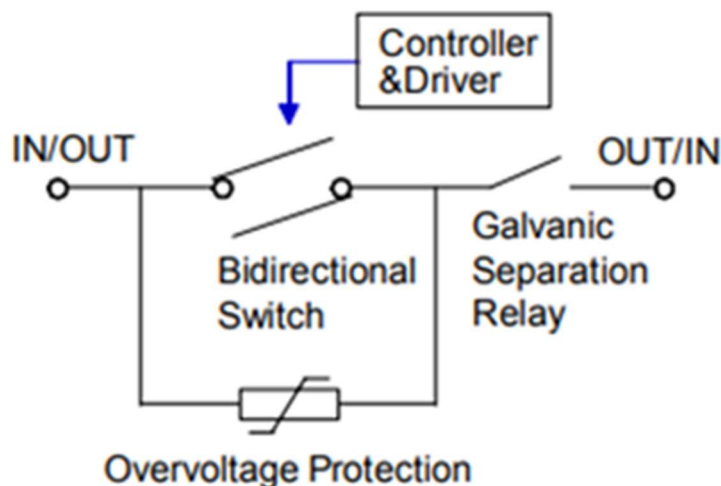 Controller
&Driver
IN/OUT
OUT/IN
Bidirectional
Switch
Galvanic
Separation
Relay
Overvoltage Protection